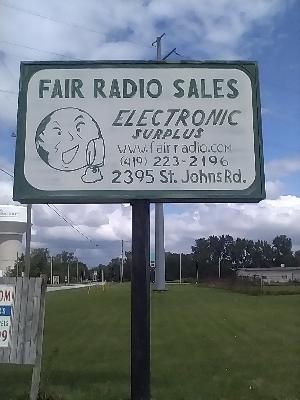 FAIR RADIO SALES
ELECTRONIC
SURPLUS
www.fairradio.com
(419) 223-2196
2395 St. Johns Rd.